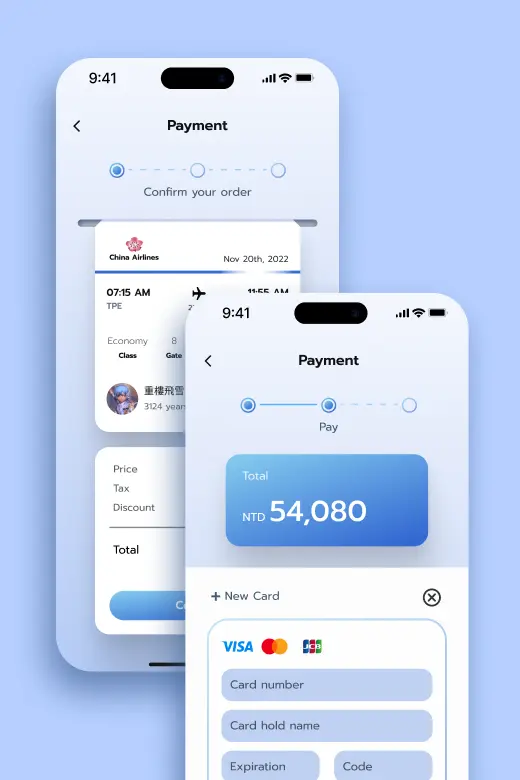 9:41
Payment
Confirm your order
China Airlines
Nov 20th, 2022
07:15 AM
11:55 AM
TPE
Economy
8
Class
Gate
重樓飛雪
3124
Price
Tax
Discount
Total
9:41
Payment
Pay
Total
NTD 54,080
+ New Card
VISA
JCB
Card number
Card hold name
Expiration
Code